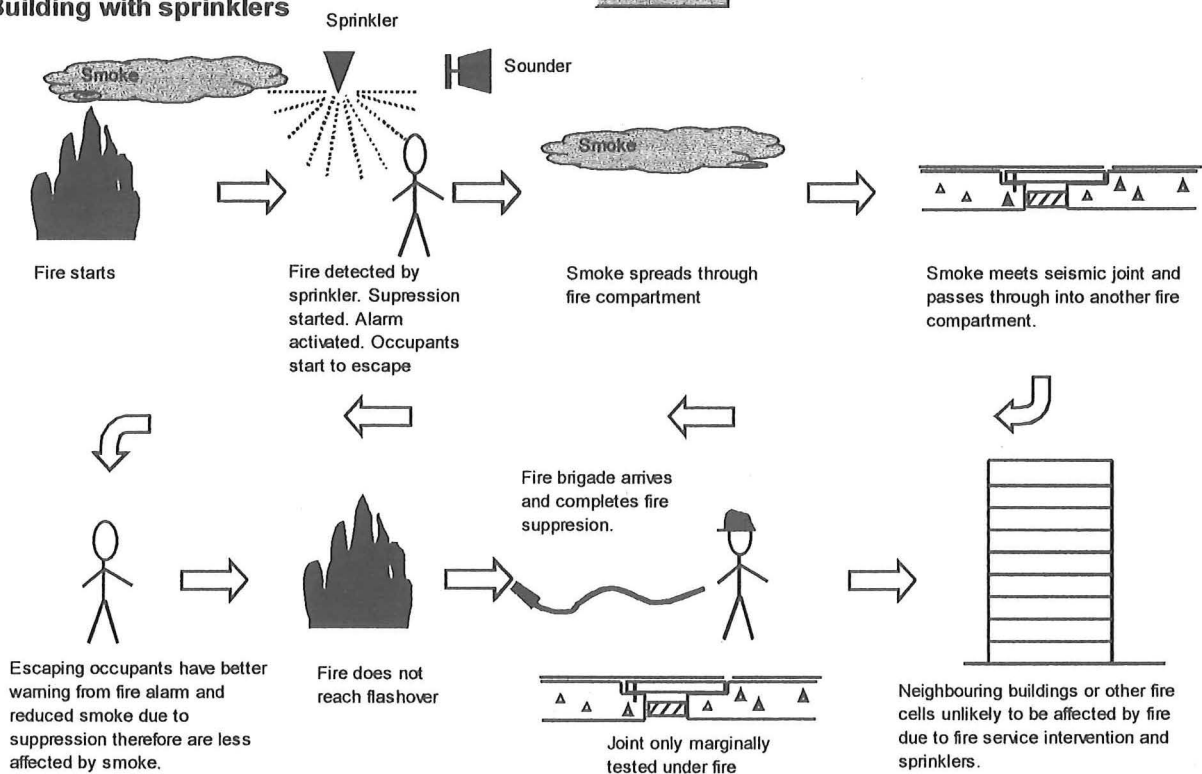 Building with sprinklers
Sprinkler
Smoke
Sounder
Smoke
Fire starts
Fire detected by
sprinkler. Supression
started. Alarm
activated. Occupants
start to escape
Smoke spreads through
fire compartment
Smoke meets seismic joint and
passes through into another fire
compartment.
Escaping occupants have better
warning from fire alarm and
reduced smoke due to
suppression therefore are less
affected by smoke.
Fire does not
reach flashover
Fire brigade arrives
and completes fire
suppresion.
Joint only marginally
tested under fire
Neighbouring buildings or other fire
cells unlikely to be affected by fire
due to fire service intervention and
sprinklers.